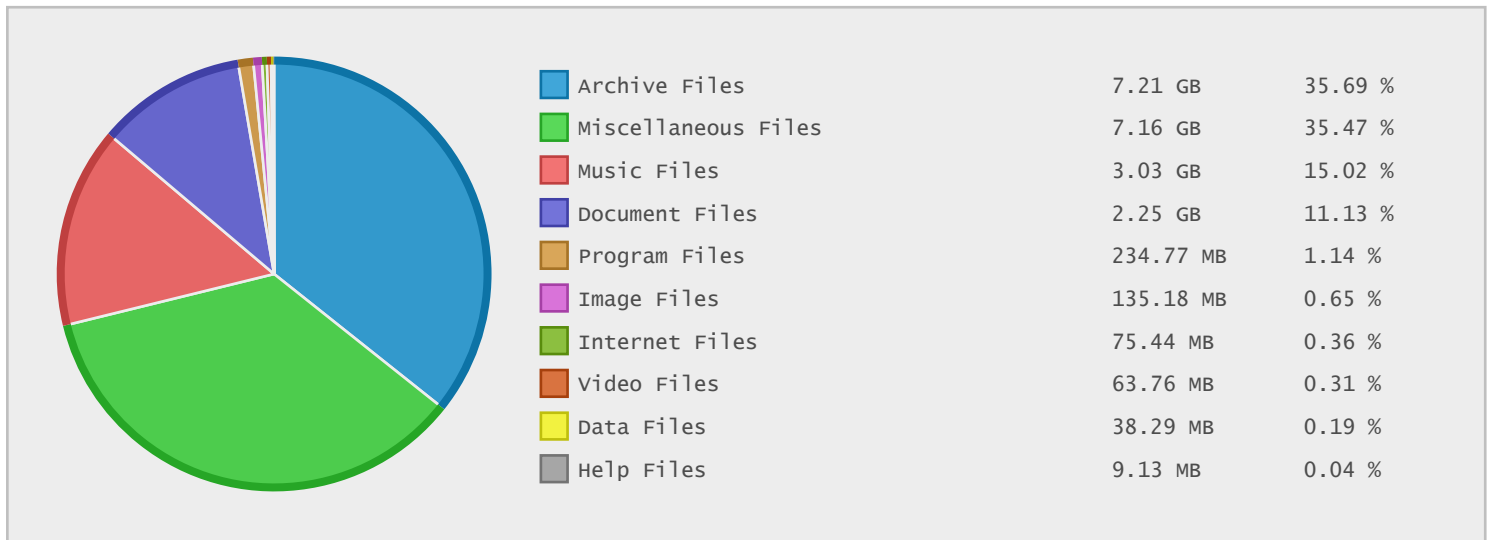 Archive Files 7.21 GB 35.69 %
Miscellaneous Files 7.16 GB 35.47 %
Music Files 3.03 GB 15.02 %
Document Files 2.25 GB 11.13 %
Program Files 234.77 MB 1.14 %
Image Files 135.18 MB 0.65 %
Internet Files 75.44 MB 0.36 %
Video Files 63.76 MB 0.31 %
Data Files 38.29 MB 0.19 %
Help Files 9.13 MB 0.04 %